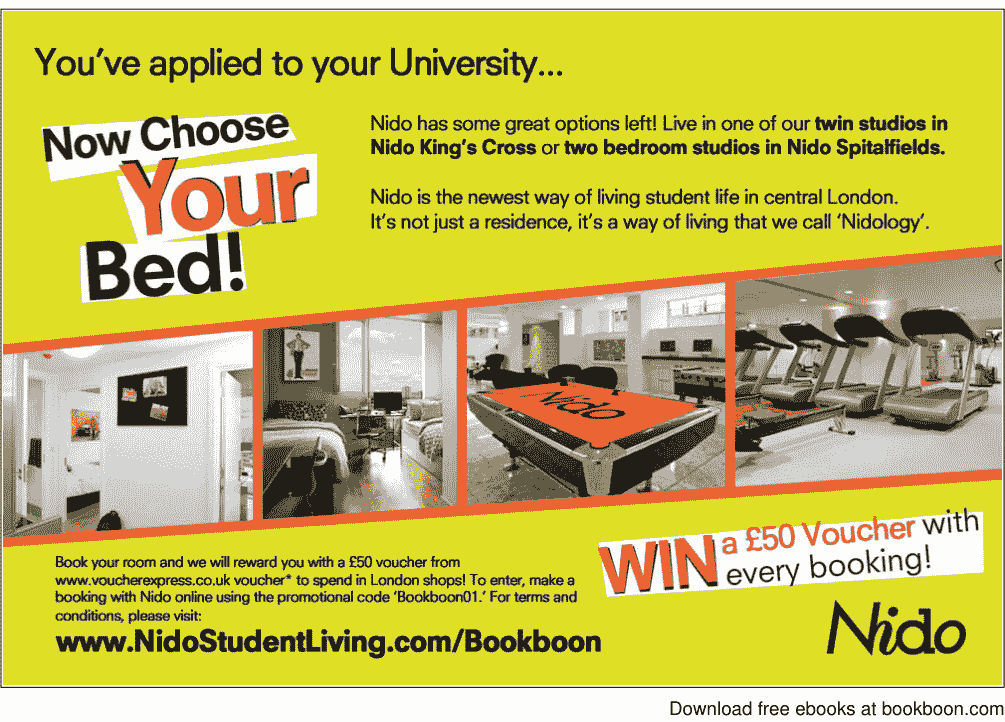 You've applied to your University...
Now Choose
Your
Bed!
Nido has some great options left! Live in one of our twin studios in
Nido King's Cross or two bedroom studios in Nido Spitalfields.
Nido is the newest way of living student life in central London.
It's not just a residence, it's a way of living that we call 'Nidology'.
Nido
Book your room and we will reward you with a £50 voucher from
www.voucherexpress.co.uk voucher* to spend in London shops! To enter, make a
booking with Nido online using the promotional code 'Bookboon01.' For terms and
conditions, please visit:
www.NidoStudentLiving.com/Bookboon
WIN a £50 Voucher with
every booking!
Nido
Download free ebooks at bookboon.com